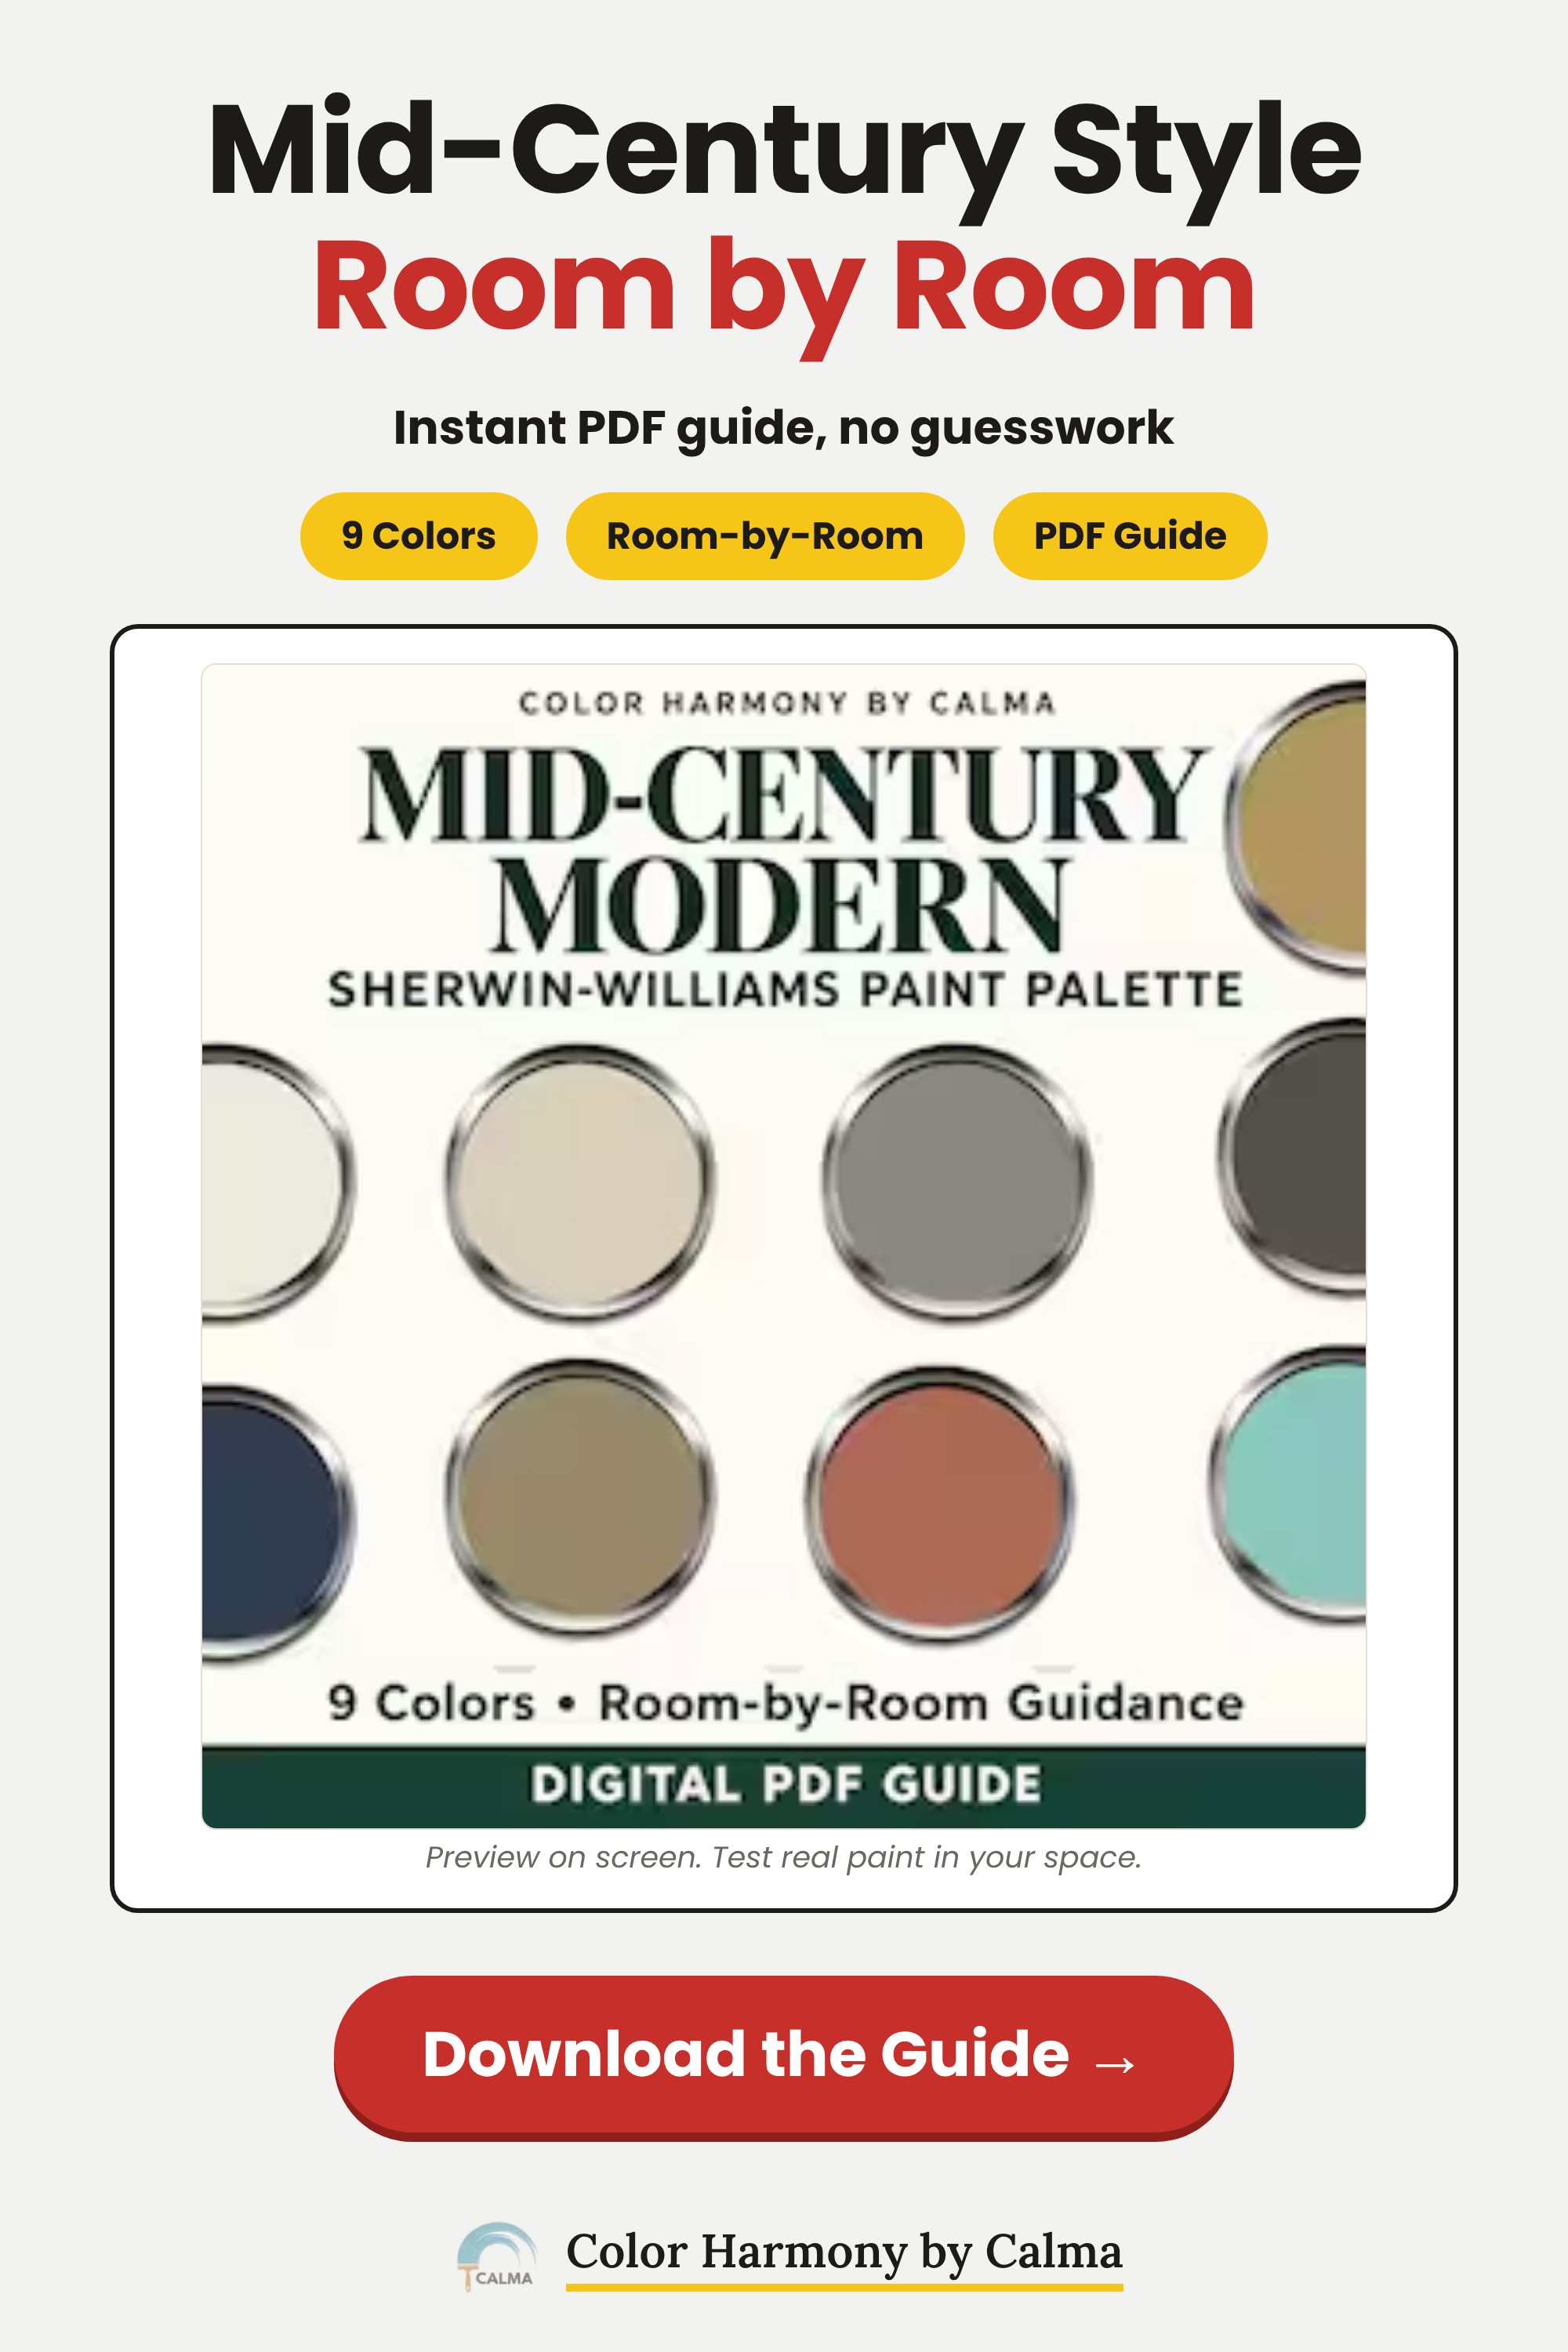 Mid-Century Style
Room by Room
Instant PDF guide, no guesswork
9 Colors
Room-by-Room
PDF Guide
COLOR HARMONY BY CALMA
MID-CENTURY
MODERN
SHERWIN-WILLIAMS PAINT PALETTE
9 Colors • Room-by-Room Guidance
DIGITAL PDF GUIDE
Preview on screen. Test real paint in your space.
Download the Guide →
CALMA
Color Harmony by Calma